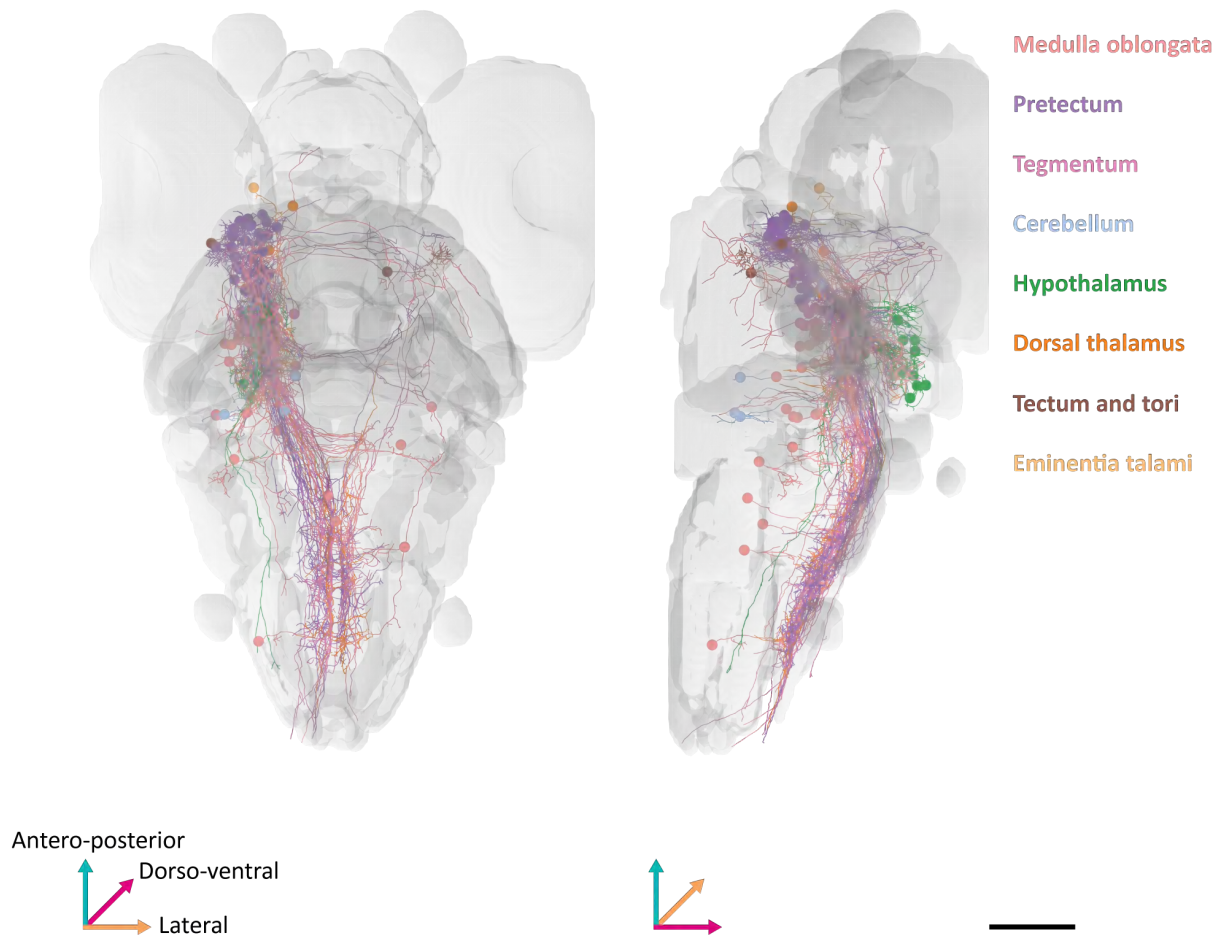 Medulla oblongata
Pretectum
Tegmentum
Cerebellum
Hypothalamus
Dorsal thalamus
Tectum and tori
Eminentia talami
Antero-posterior
Dorso-ventral
Lateral